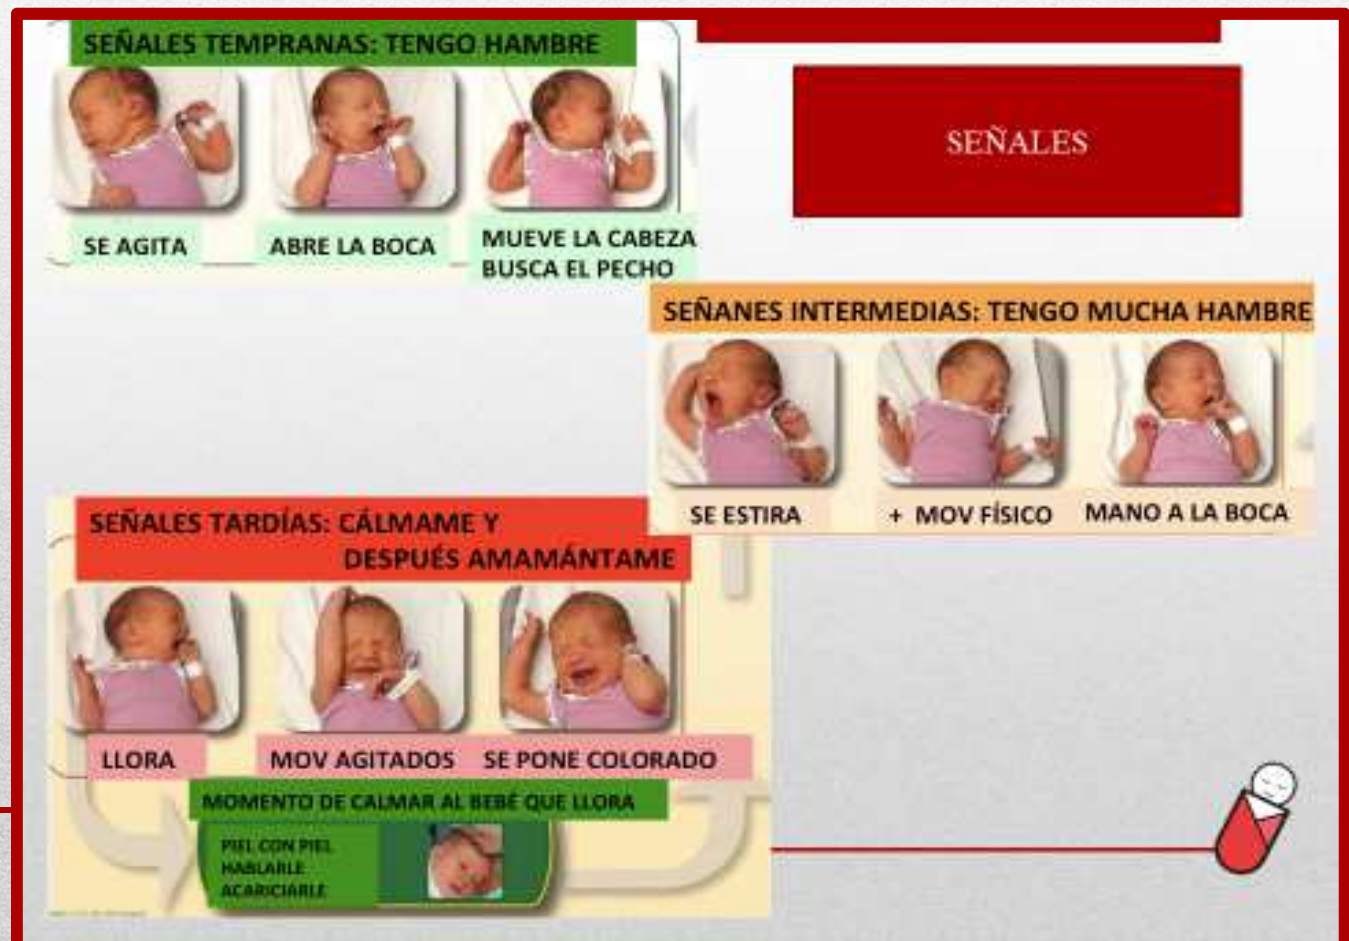 SEÑALES TEMPRANAS: TENGO HAMBRE
SE AGITA
ABRE LA BOCA
MUEVE LA CABEZA
BUSCA EL PECHO
SEÑALES
SEÑANES INTERMEDIAS: TENGO MUCHA HAMBRE
SE ESTIRA
+ MOV FÍSICO
MANO A LA BOCA
SEÑALES TARDÍAS: CÁLMAME Y
DESPUÉS AMAMÁNTAME
LLORA
MOV AGITADOS
SE PONE COLORADO
MOMENTO DE CALMAR AL BEBÉ QUE LLORA
PIEL CON PIEL
HABLARLE
ACARICIARLE